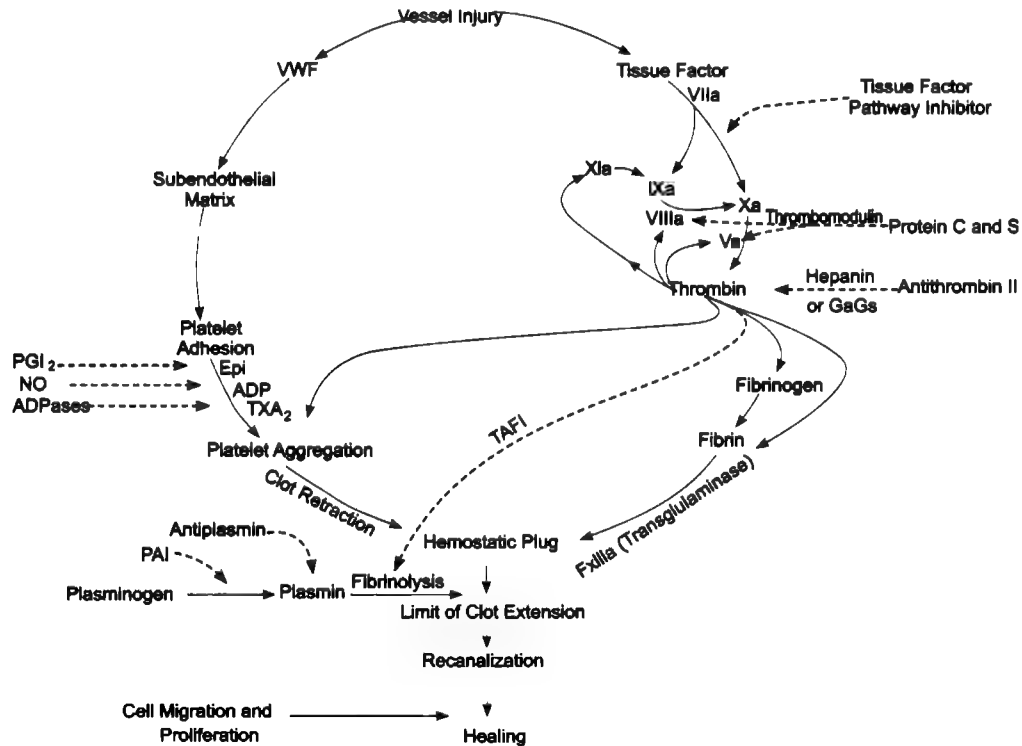 Vessel Injury
VWF
Tissue Factor
VIIa
Tissue Factor
Pathway Inhibitor
Subendothelial
Matrix
XIa
IXa
Xa
VIIIa
Thrombomodulin
Protein C and S
Va
Thrombin
Hepanin
or GaGs
Antithrombin II
Platelet
Adhesion
PGI2
NO
ADPases
Epi
ADP
TXA2
Fibrinogen
Platelet Aggregation
TAFI
Fibrin
Clot Retraction
FxIIIa (Transglulaminase)
Hemostatic Plug
Antiplasmin
PAI
Plasminogen
Plasmin
Fibrinolysis
Limit of Clot Extension
Recanalization
Cell Migration and
Proliferation
Healing